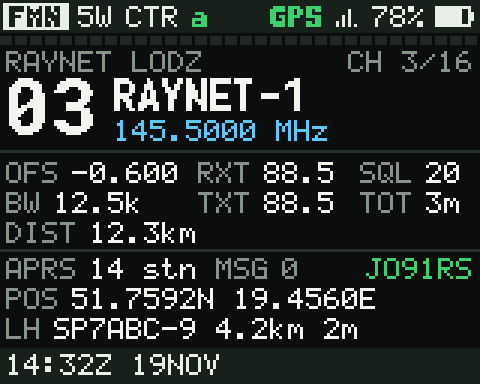 FMN 5W CTR a GPS 78%
RAYNET LODZ CH 3/16
03 RAYNET-1
145.5000 MHz
OFS -0.600 RXT 88.5 SQL 20
BW 12.5k TXT 88.5 TOT 3m
DIST 12.3km
APRS 14 stn MSG 0 JO91RS
POS 51.7592N 19.4560E
LH SP7ABC-9 4.2km 2m
14:32Z 19NOV